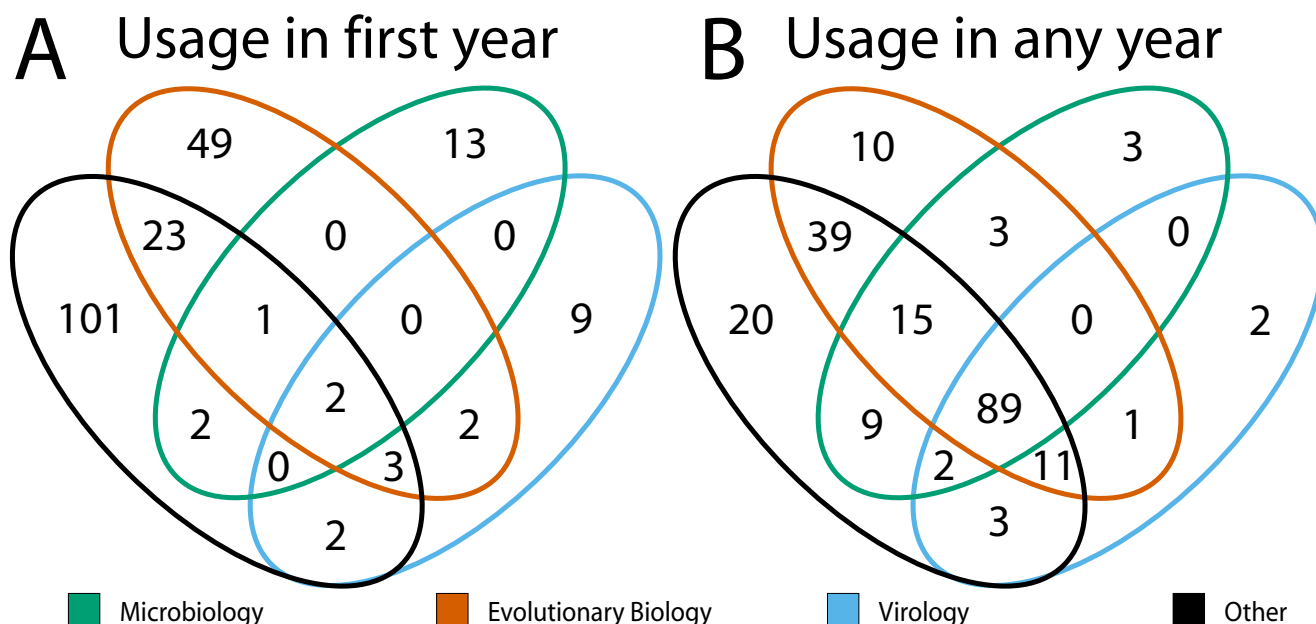 A Usage in first year B Usage in any year
49 13 10 3
23 0 0 39 3 0
101 1 0 9 20 15 0 2
2 2 2 9 89 1
0 3 2 11
2 3
Microbiology Evolutionary Biology Virology Other